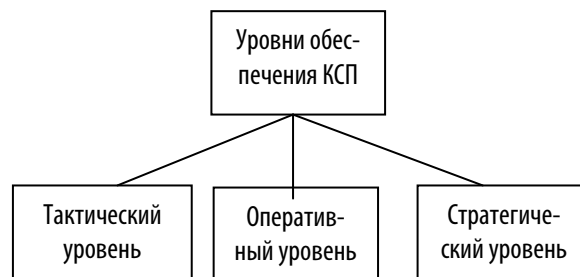 Уровни обес-
печения КСП
Тактический
уровень
Оператив-
ный уровень
Стратегиче-
ский уровень